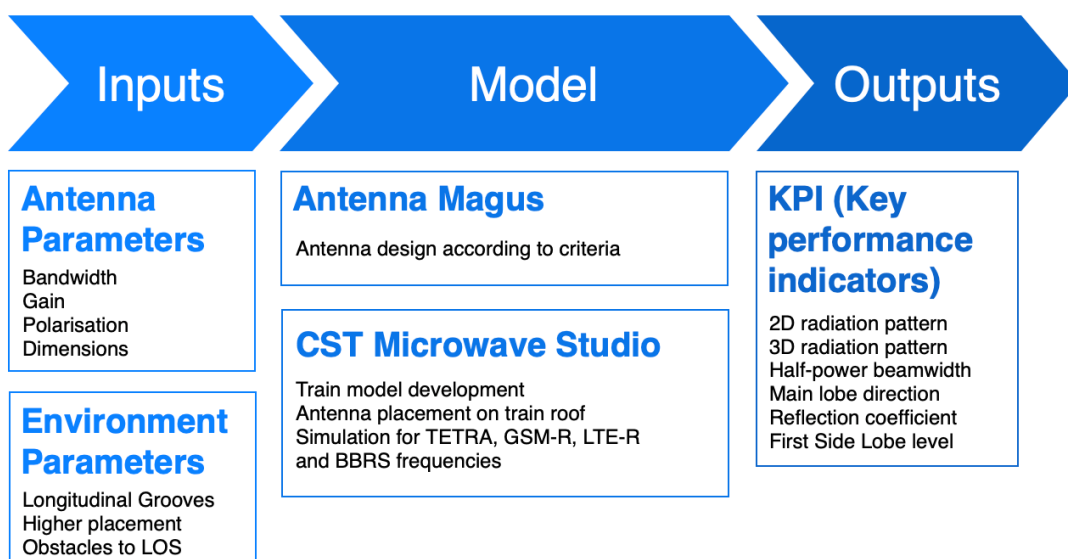 Inputs
Model
Outputs
Antenna
Parameters
Bandwidth
Gain
Polarisation
Dimensions
Environment
Parameters
Longitudinal Grooves
Higher placement
Obstacles to LOS
Antenna Magus
Antenna design according to criteria
CST Microwave Studio
Train model development
Antenna placement on train roof
Simulation for TETRA, GSM-R, LTE-R
and BBRS frequencies
KPI (Key
performance
indicators)
2D radiation pattern
3D radiation pattern
Half-power beamwidth
Main lobe direction
Reflection coefficient
First Side Lobe level